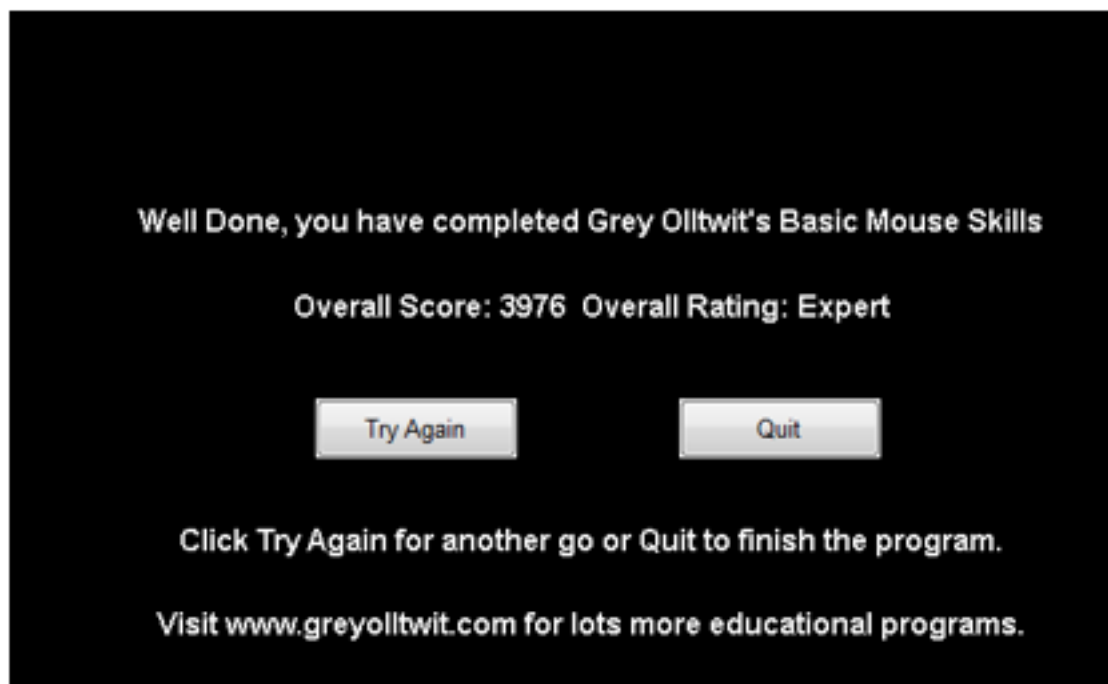 Well Done, you have completed Grey Olltwit's Basic Mouse Skills
Overall Score: 3976 Overall Rating: Expert
Try Again
Quit
Click Try Again for another go or Quit to finish the program.
Visit www.greyolltwit.com for lots more educational programs.